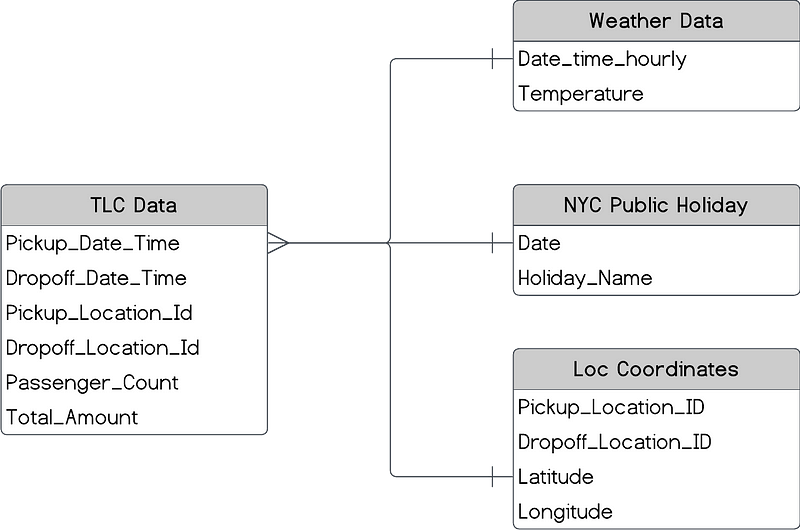 Weather Data
Date_time_hourly
Temperature
TLC Data
Pickup_Date_Time
Dropoff_Date_Time
Pickup_Location_Id
Dropoff_Location_Id
Passenger_Count
Total_Amount
NYC Public Holiday
Date
Holiday_Name
Loc Coordinates
Pickup_Location_ID
Dropoff_Location_ID
Latitude
Longitude